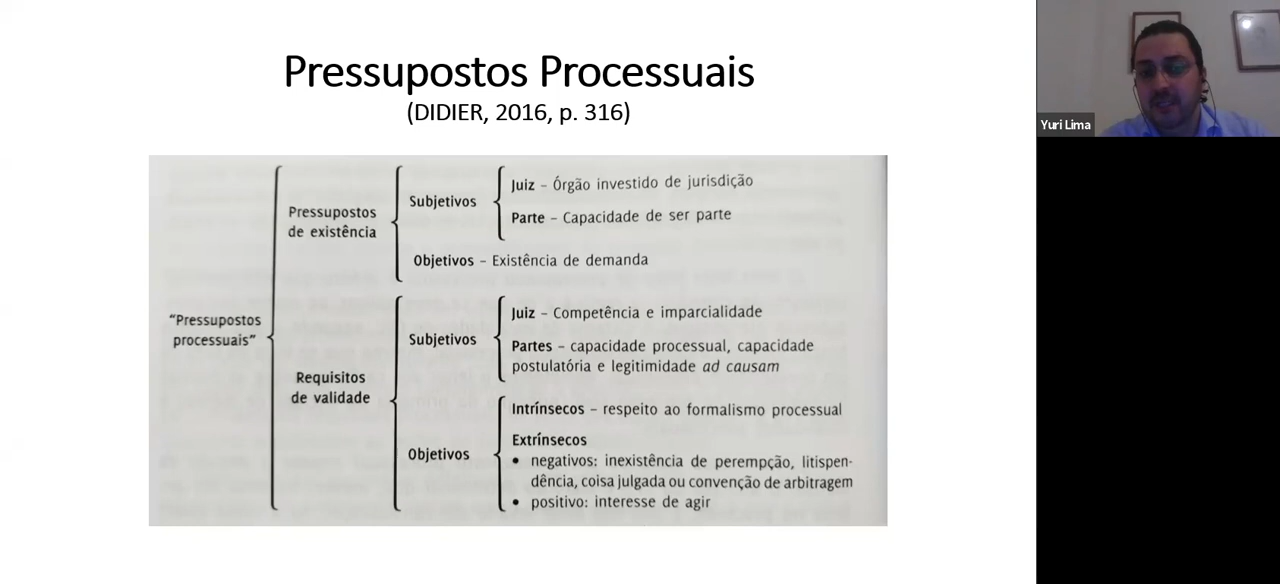 Pressupostos Processuais
(DIDIER, 2016, p. 316)
"Pressupostos
processuais"
Pressupostos
de existência
Subjetivos
Juiz – Órgão investido de jurisdição
Parte – Capacidade de ser parte
Objetivos – Existência de demanda
Requisitos
de validade
Subjetivos
Juiz – Competência e imparcialidade
Partes – capacidade processual, capacidade
postulatória e legitimidade ad causam
Objetivos
Intrínsecos – respeito ao formalismo processual
Extrínsecos
• negativos: inexistência de perempção, litispen-
dência, coisa julgada ou convenção de arbitragem
• positivo: interesse de agir
Yuri Lima